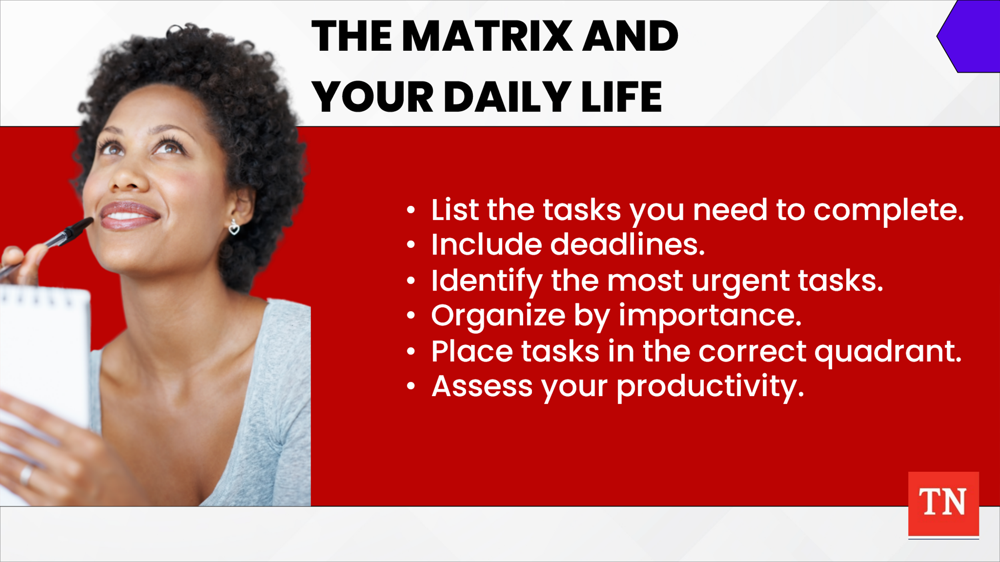 THE MATRIX AND
YOUR DAILY LIFE
• List the tasks you need to complete.
• Include deadlines.
• Identify the most urgent tasks.
• Organize by importance.
• Place tasks in the correct quadrant.
• Assess your productivity.
TN